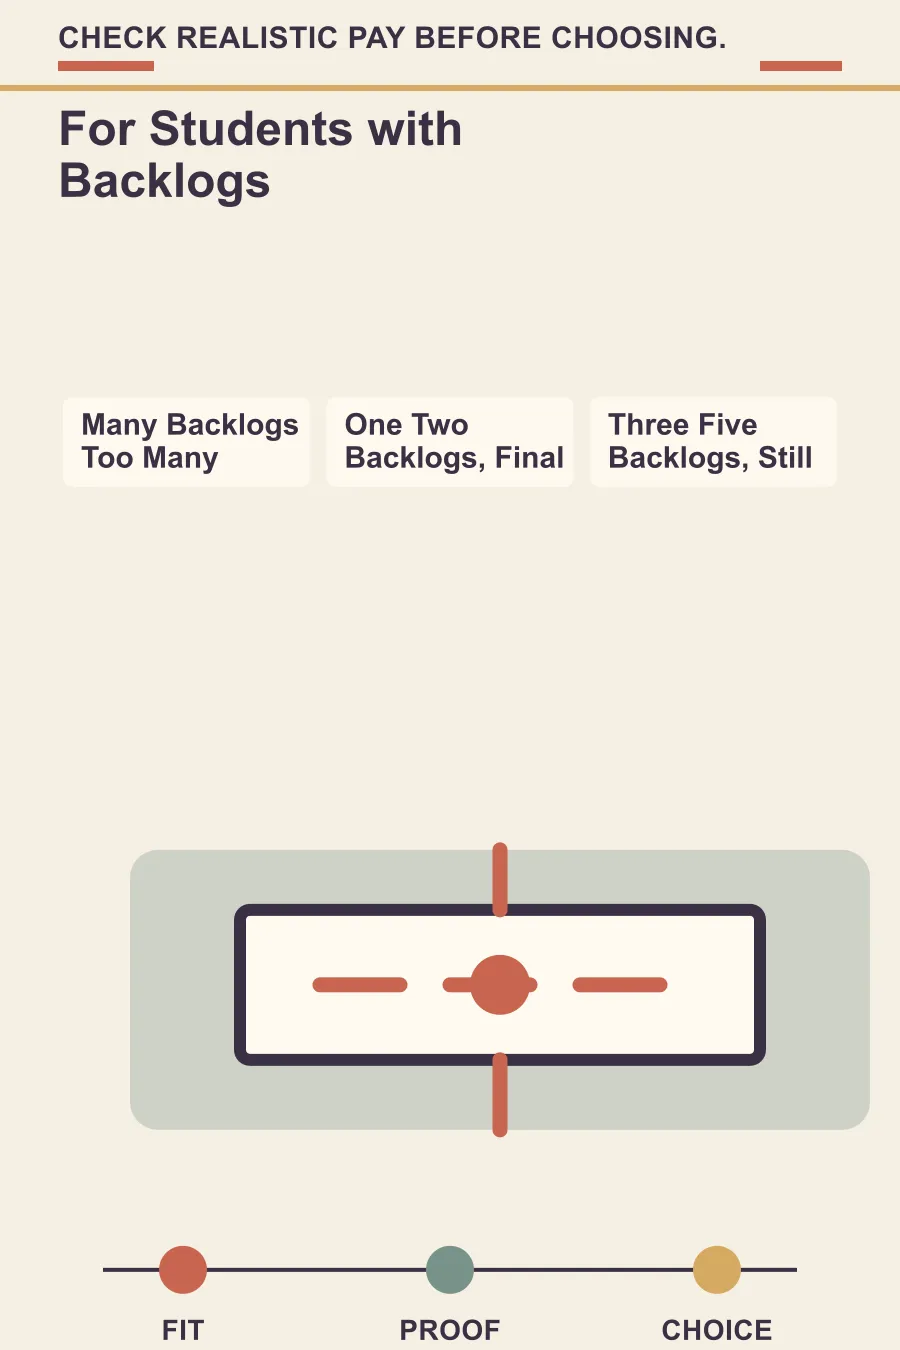 CHECK REALISTIC PAY BEFORE CHOOSING.
For Students with
Backlogs
Many Backlogs
Too Many
One Two
Backlogs, Final
Three Five
Backlogs, Still
FIT
PROOF
CHOICE